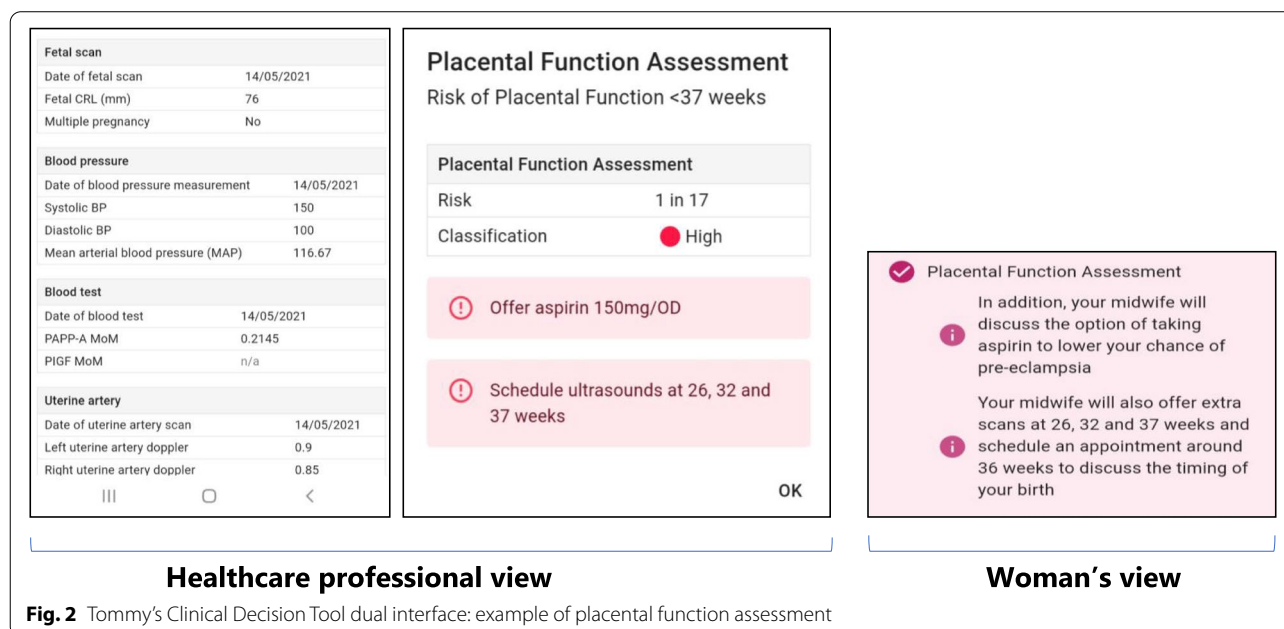 Fetal scan
Date of fetal scan 14/05/2021
Fetal CRL (mm) 76
Multiple pregnancy No
Blood pressure
Date of blood pressure measurement 14/05/2021
Systolic BP 150
Diastolic BP 100
Mean arterial blood pressure (MAP) 116.67
Blood test
Date of blood test 14/05/2021
PAPP-A MoM 0.2145
PIGF MoM n/a
Uterine artery
Date of uterine artery scan 14/05/2021
Left uterine artery doppler 0.9
Right uterine artery doppler 0.85
Placental Function Assessment
Risk of Placental Function <37 weeks
Placental Function Assessment
Risk 1 in 17
Classification High
Offer aspirin 150mg/OD
Schedule ultrasounds at 26, 32 and
37 weeks
OK
Placental Function Assessment
In addition, your midwife will
discuss the option of taking
aspirin to lower your chance of
pre-eclampsia
Your midwife will also offer extra
scans at 26, 32 and 37 weeks and
schedule an appointment around
36 weeks to discuss the timing of
your birth
Healthcare professional view
Woman's view
Fig. 2 Tommy's Clinical Decision Tool dual interface: example of placental function assessment